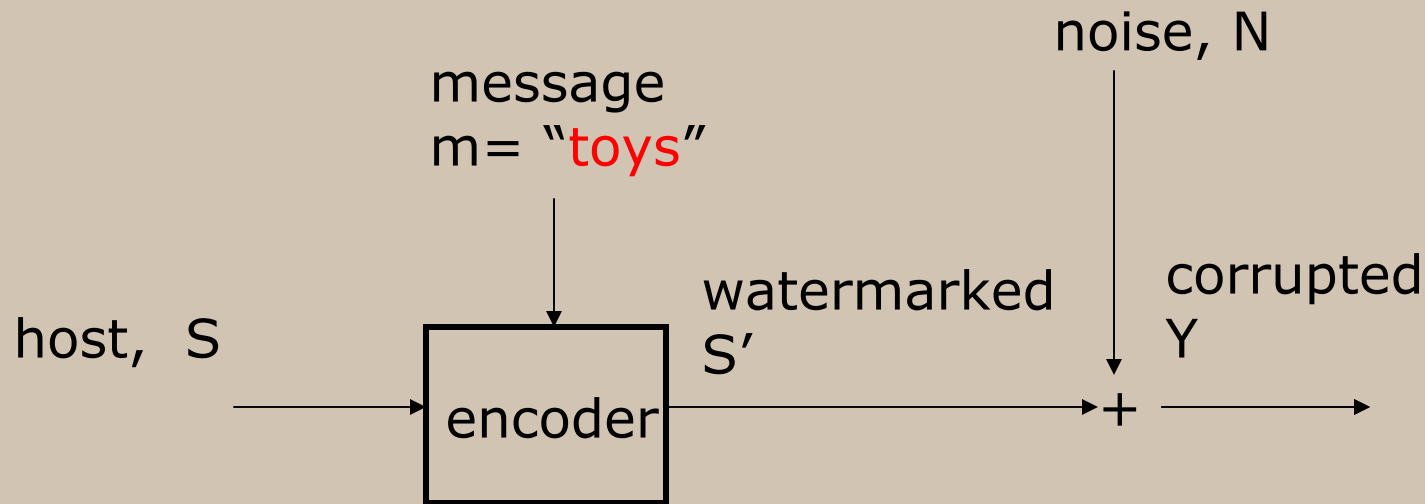 noise, N
message
m= “toys”
watermarked
S’
corrupted
Y
host,  S
encoder
+